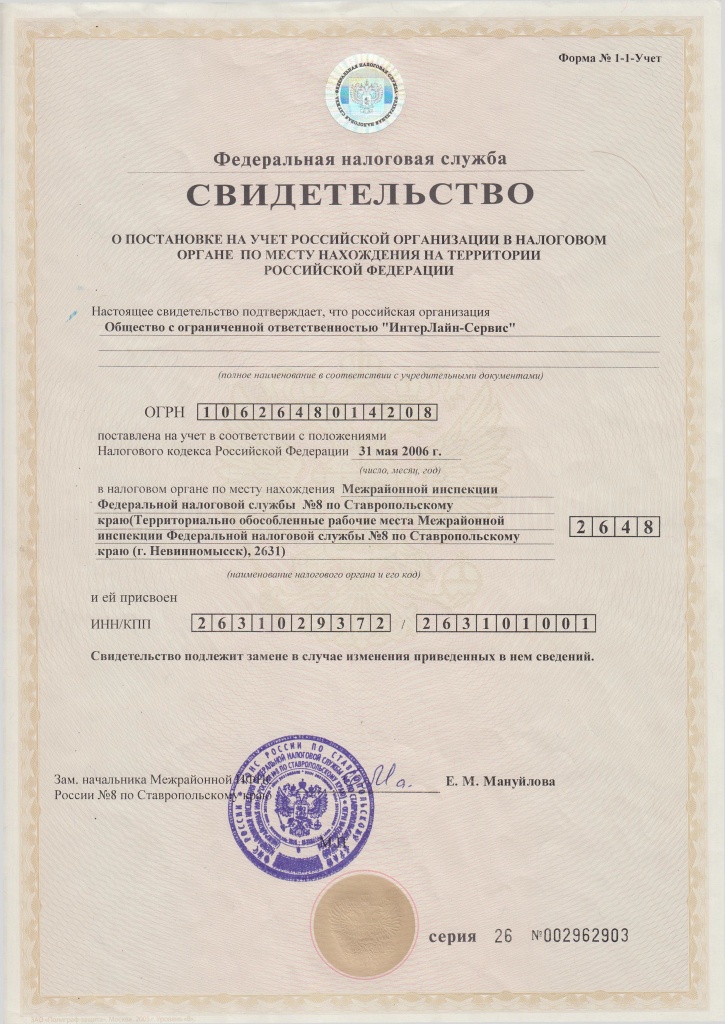 Форма № 1-1-Учет
Федеральная налоговая служба
СВИДЕТЕЛЬСТВО
О ПОСТАНОВКЕ НА УЧЕТ РОССИЙСКОЙ ОРГАНИЗАЦИИ В НАЛОГОВОМ
ОРГАНЕ ПО МЕСТУ НАХОЖДЕНИЯ НА ТЕРРИТОРИИ
РОССИЙСКОЙ ФЕДЕРАЦИИ
Настоящее свидетельство подтверждает, что российская организация
Общество с ограниченной ответственностью "ИнтерЛайн-Сервис"
(полное наименование в соответствии с учредительными документами)
ОГРН 1062648014208
поставлена на учет в соответствии с положениями
Налогового кодекса Российской Федерации 31 мая 2006 г.
(число, месяц, год)
в налоговом органе по месту нахождения Межрайонной инспекции
Федеральной налоговой службы №8 по Ставропольскому
краю(Территориально обособленные рабочие места Межрайонной
инспекции Федеральной налоговой службы №8 по Ставропольскому
краю (г. Невинномысск), 2631)
2648
(наименование налогового органа и его код)
и ей присвоен
ИНН/КПП 2631029372 / 263101001
Свидетельство подлежит замене в случае изменения приведенных в нем сведений.
Зам. начальника Межрайонной
России №8 по Ставропольскому краю
Е. М. Мануйлова
МП
серия 26 №002962903